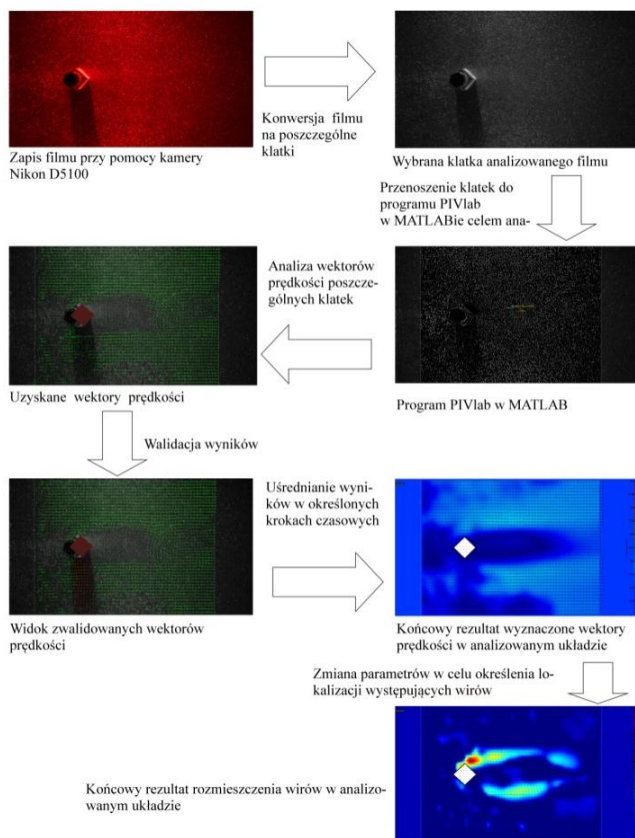 Konwersja filmu
na poszczególne
klatki
Zapis filmu przy pomocy kamery
Nikon D5100
Wybrana klatka analizowanego filmu
Przenoszenie klatek do
programu PIVlab
w MATLABie celem ana-
Analiza wektorów
prędkości poszcze-
gólnych klatek
Uzyskane wektory prędkości
Program PIVlab w MATLAB
Walidacja wyników
Uśrednianie wyni-
ków w określonych
krokach czasowych
Widok zwalidowanych wektorów
prędkości
Końcowy rezultat wyznaczone wektory
prędkości w analizowanym układzie
Zmiana parametrów w celu określenia lo-
kalizacji występujących wirów
Końcowy rezultat rozmieszczenia wirów w analiz-
owanym układzie